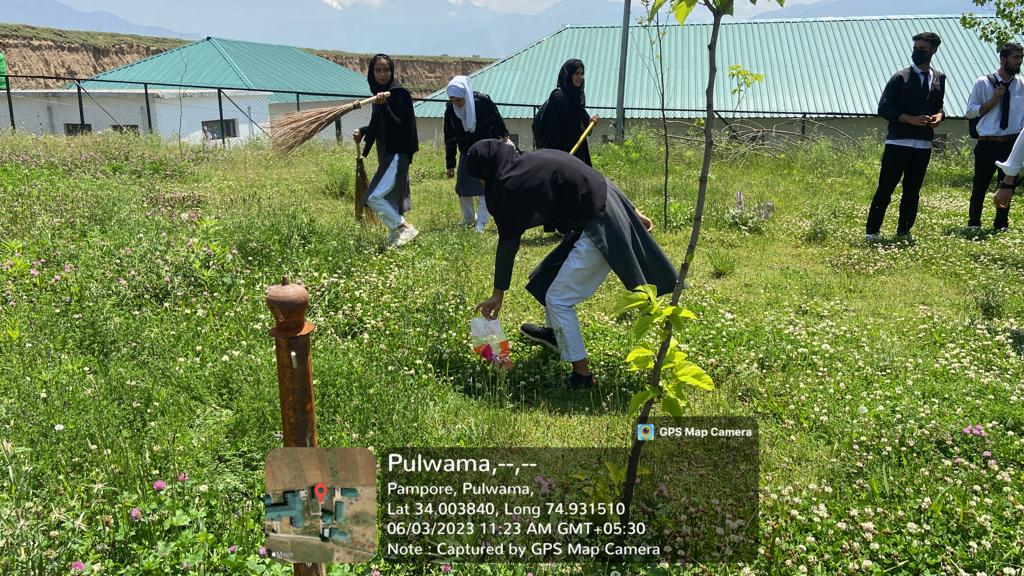 GPS Map Camera
Pulwama,--,--
Pampore, Pulwama,
Lat 34.003840, Long 74.931510
06/03/2023 11:23 AM GMT+05:30
Note : Captured by GPS Map Camera
Maps